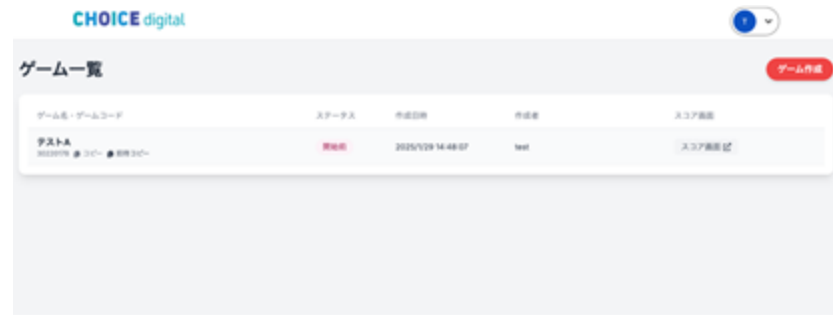 CHOICE digital
T
ゲーム一覧
ゲーム作成
ゲーム名・ゲームコード ステータス 作成日時 作成者 スコア画面
テストA
開始前 2025/1/29 14:48:07 test スコア画面
コピー 招待コピー